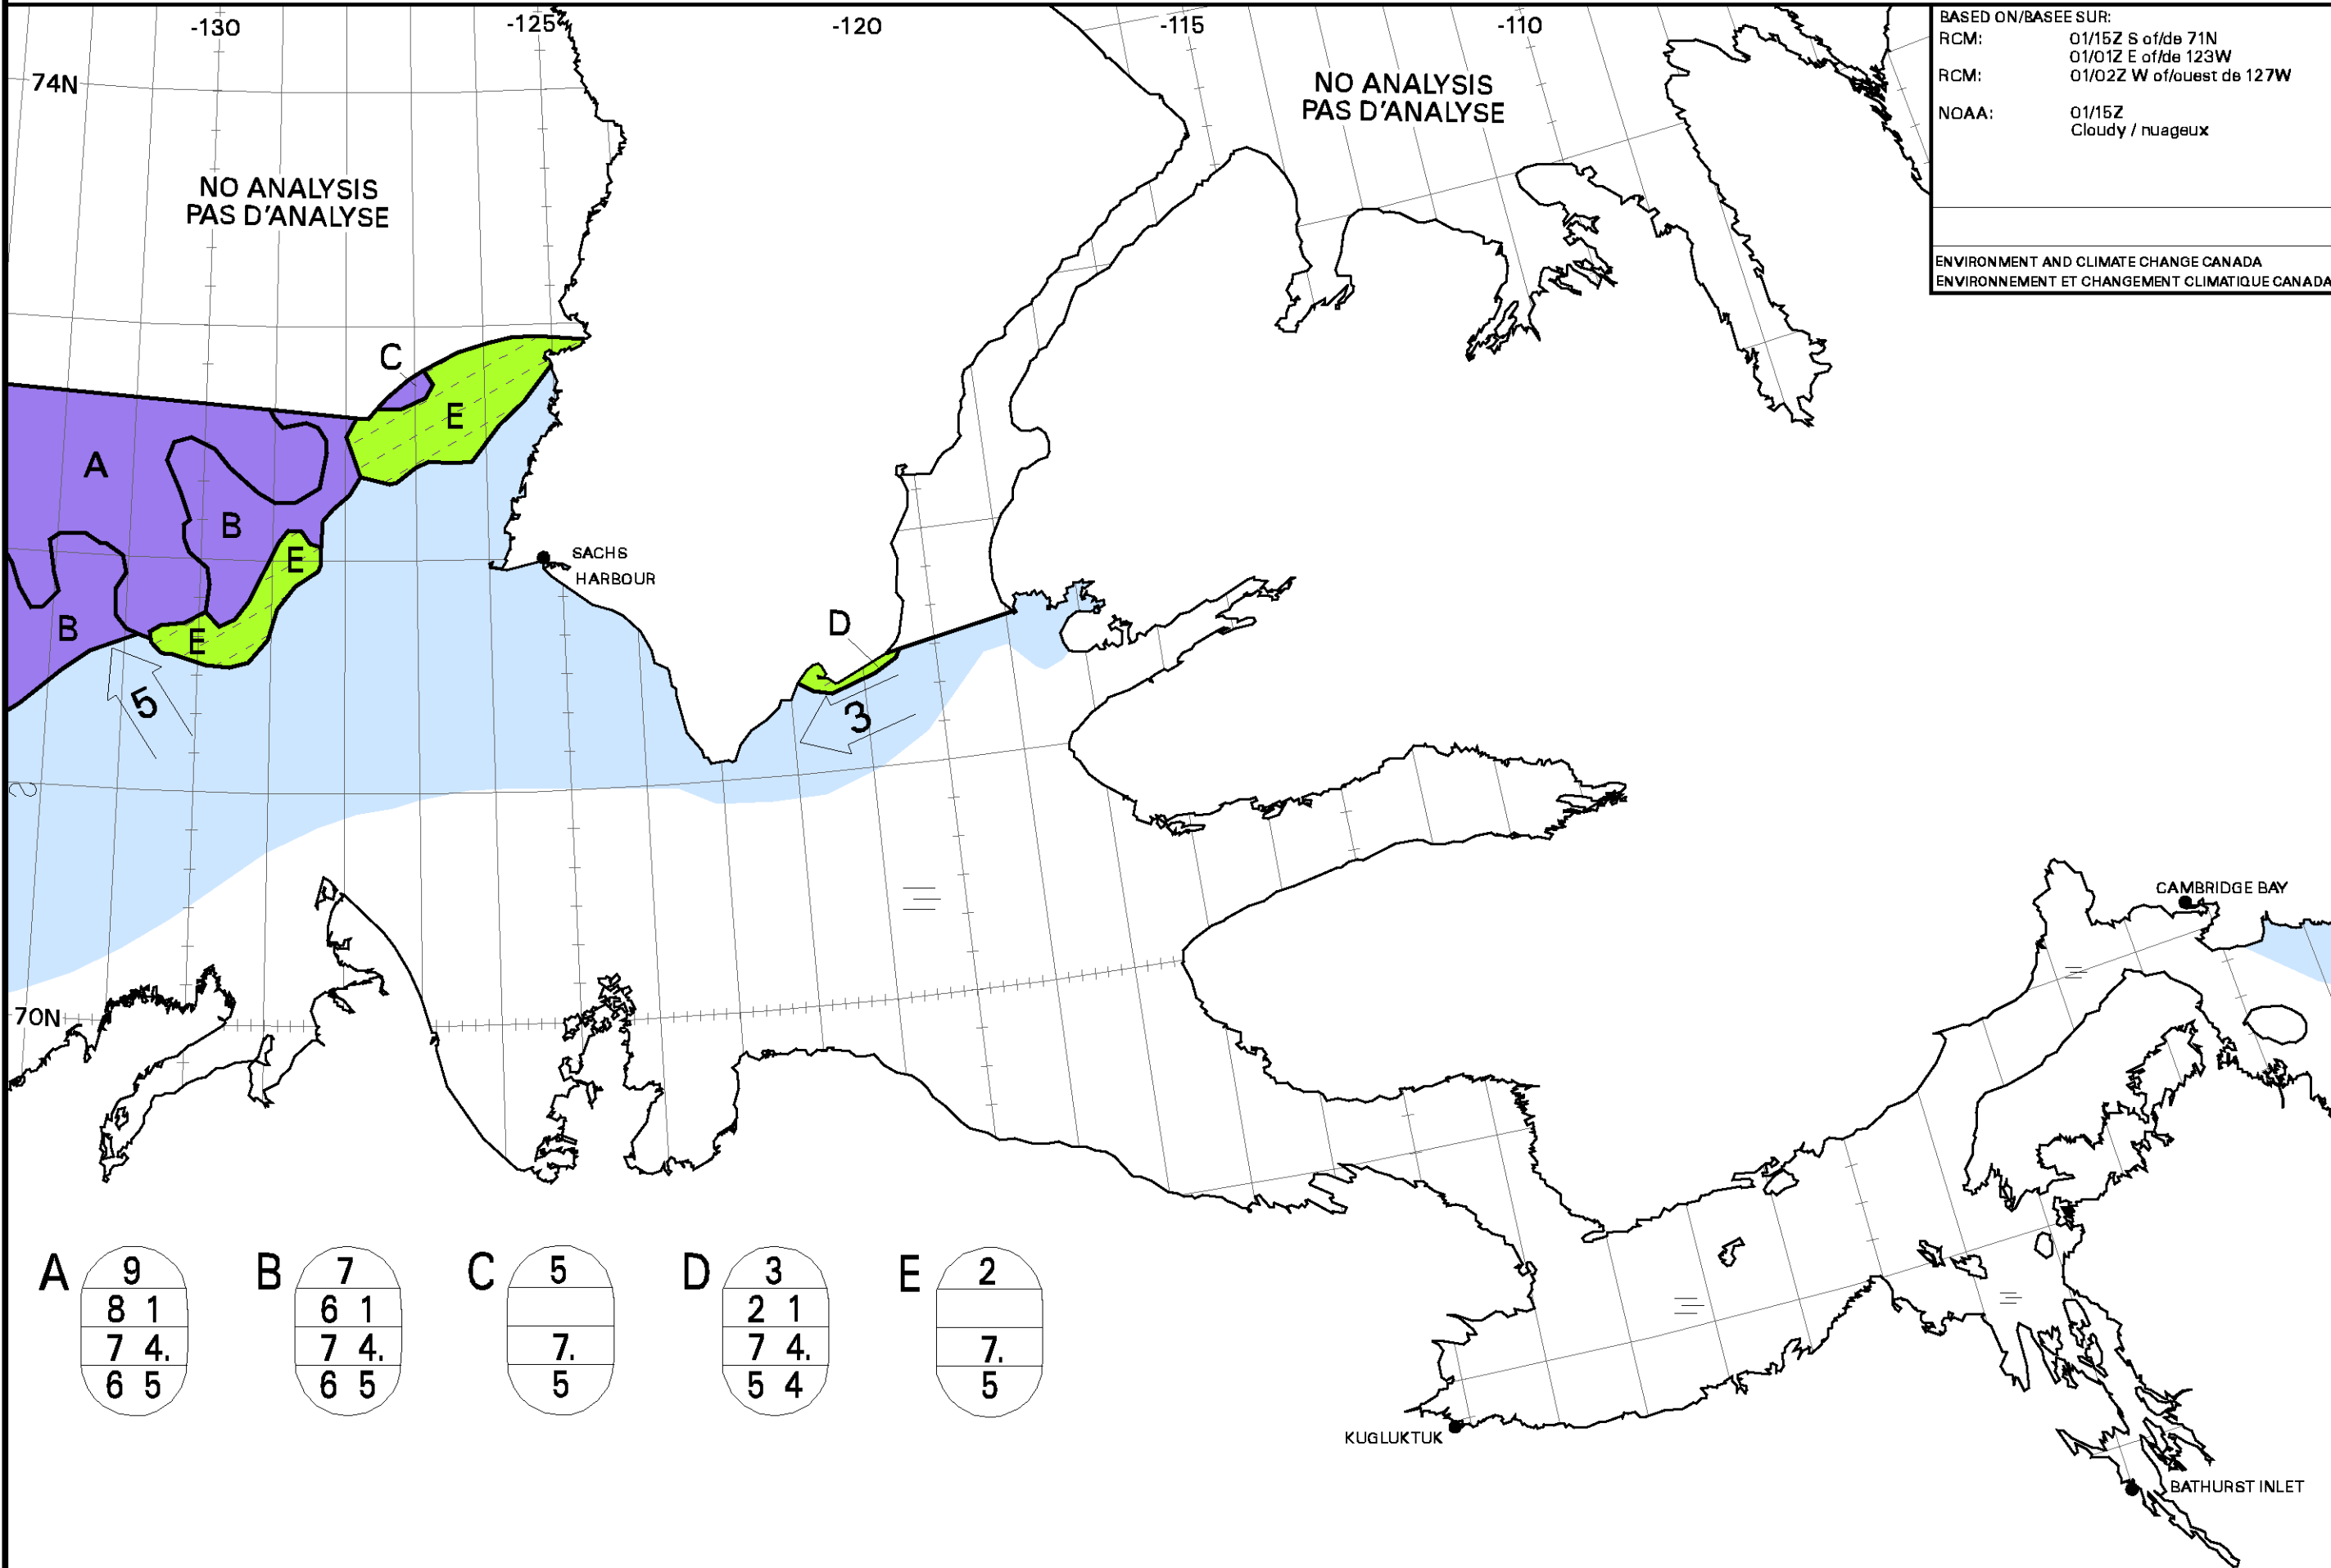 -130
-125
-120
-115
-110
BASED ON/BASEE SUR:
RCM: 01/15Z S of/de 71N
01/01Z E of/de 123W
RCM: 01/02Z W of/ouest de 127W
NOAA: 01/15Z
Cloudy / nuageux
ENVIRONMENT AND CLIMATE CHANGE CANADA
ENVIRONNEMENT ET CHANGEMENT CLIMATIQUE CANADA
74N
NO ANALYSIS
PAS D'ANALYSE
NO ANALYSIS
PAS D'ANALYSE
C
E
A
B
E
SACHS
HARBOUR
B
E
D
5
3
CAMBRIDGE BAY
70N
KUGLUKTUK
BATHURST INLET
A
9
8 1
7 4.
6 5
B
7
6 1
7 4.
6 5
C
5
7.
5
D
3
2 1
7 4.
5 4
E
2
7.
5